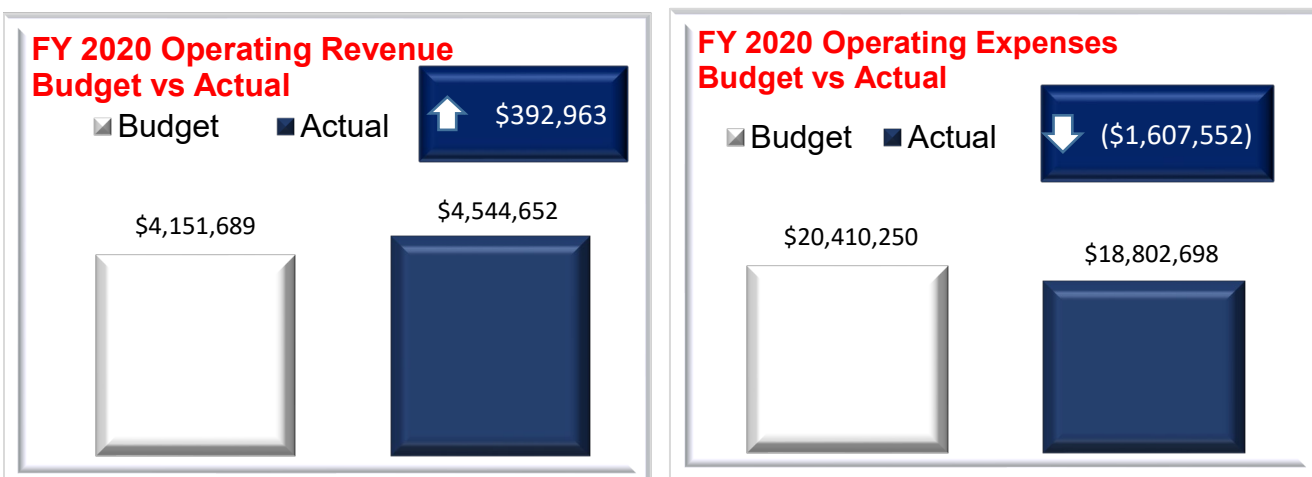 FY 2020 Operating Revenue
Budget vs Actual
Budget Actual
$392,963
$4,151,689
$4,544,652
FY 2020 Operating Expenses
Budget vs Actual
Budget Actual
($1,607,552)
$20,410,250
$18,802,698